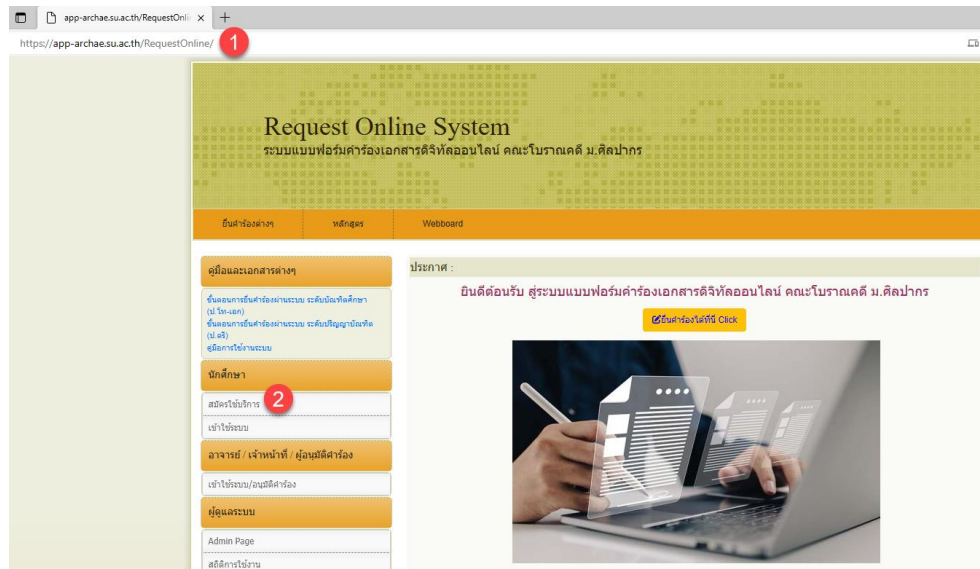 app-archae.su.ac.th/RequestOnli
https://app-archae.su.ac.th/RequestOnline/
1
Request Online System
ระบบแบบฟอร์มคำร้องเอกสารดิจิทัลออนไลน์ คณะโบราณคดี ม.ศิลปากร
ยื่นคำร้องต่างๆ
หลักสูตร
Webboard
คู่มือและเอกสารต่างๆ
ขั้นตอนการยื่นคำร้องผ่านระบบ ระดับบัณฑิตศึกษา
(ป.โท-เอก)
ขั้นตอนการยื่นคำร้องผ่านระบบ ระดับปริญญาบัณฑิต
(ป.ตรี)
คู่มือการใช้งานระบบ
นักศึกษา
สมัครใช้บริการ
2
เข้าใช้ระบบ
อาจารย์ / เจ้าหน้าที่ / ผู้อนุมัติคำร้อง
เข้าใช้ระบบ/อนุมัติคำร้อง
ผู้ดูแลระบบ
Admin Page
สถิติการใช้งาน
ประกาศ :
ยินดีต้อนรับ สู่ระบบแบบฟอร์มคำร้องเอกสารดิจิทัลออนไลน์ คณะโบราณคดี ม.ศิลปากร
ยื่นคำร้องได้ที่นี่ Click